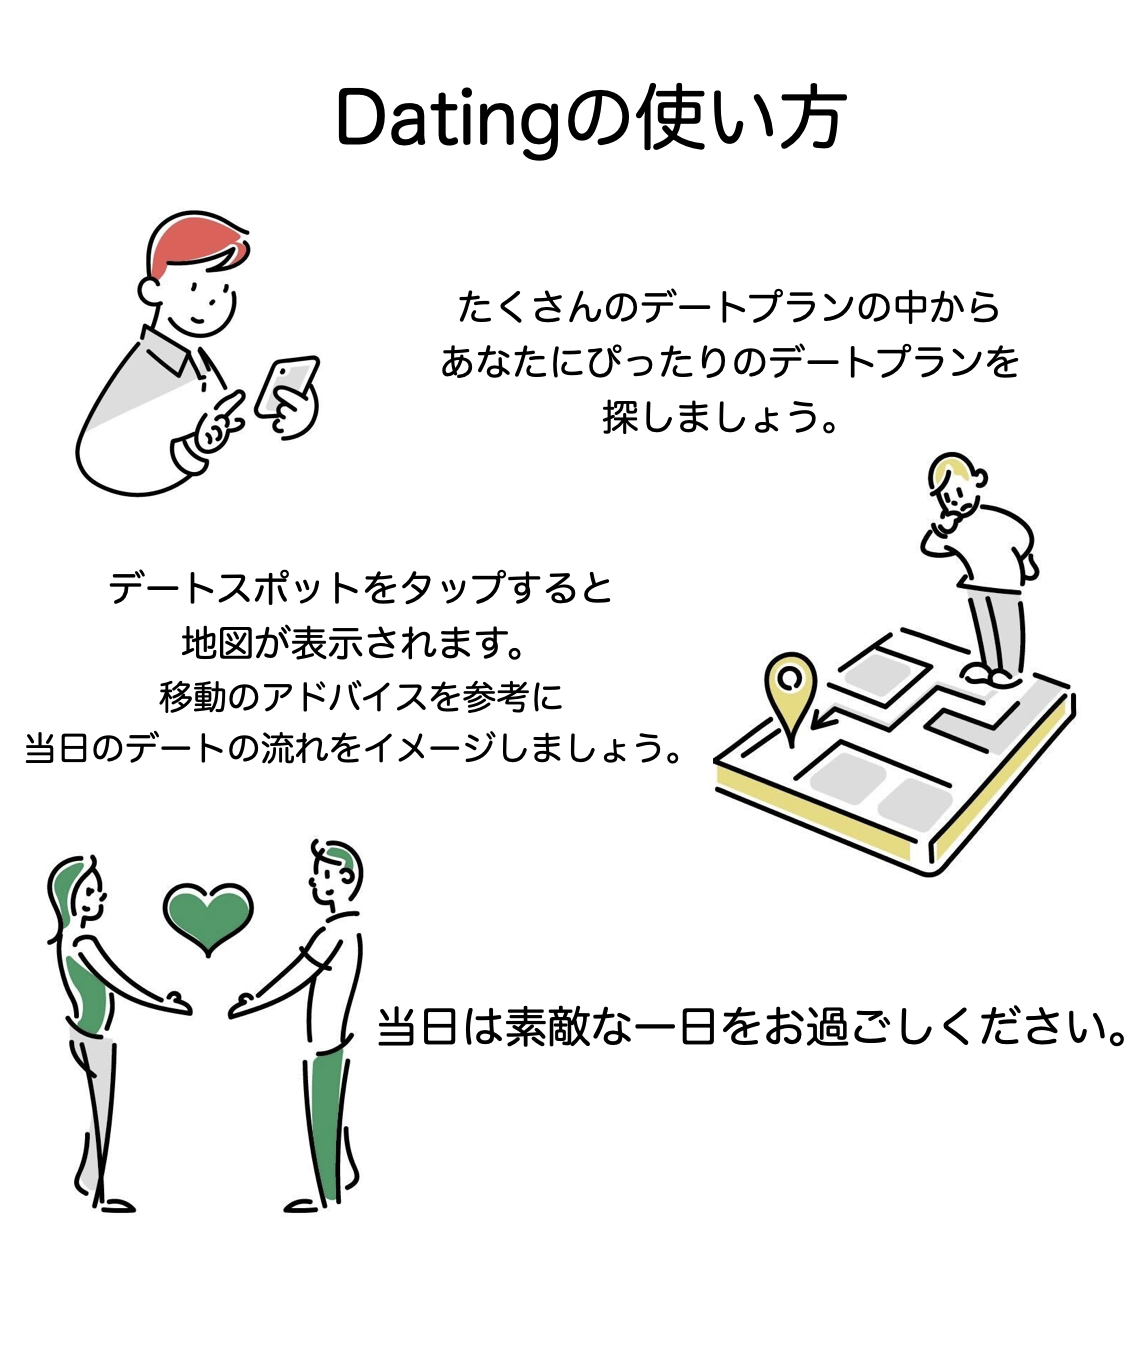 Datingの使い方
たくさんのデートプランの中から
あなたにぴったりのデートプランを
探しましょう。
デートスポットをタップすると
地図が表示されます。
移動のアドバイスを参考に
当日のデートの流れをイメージしましょう。
当日は素敵な一日をお過ごしください。